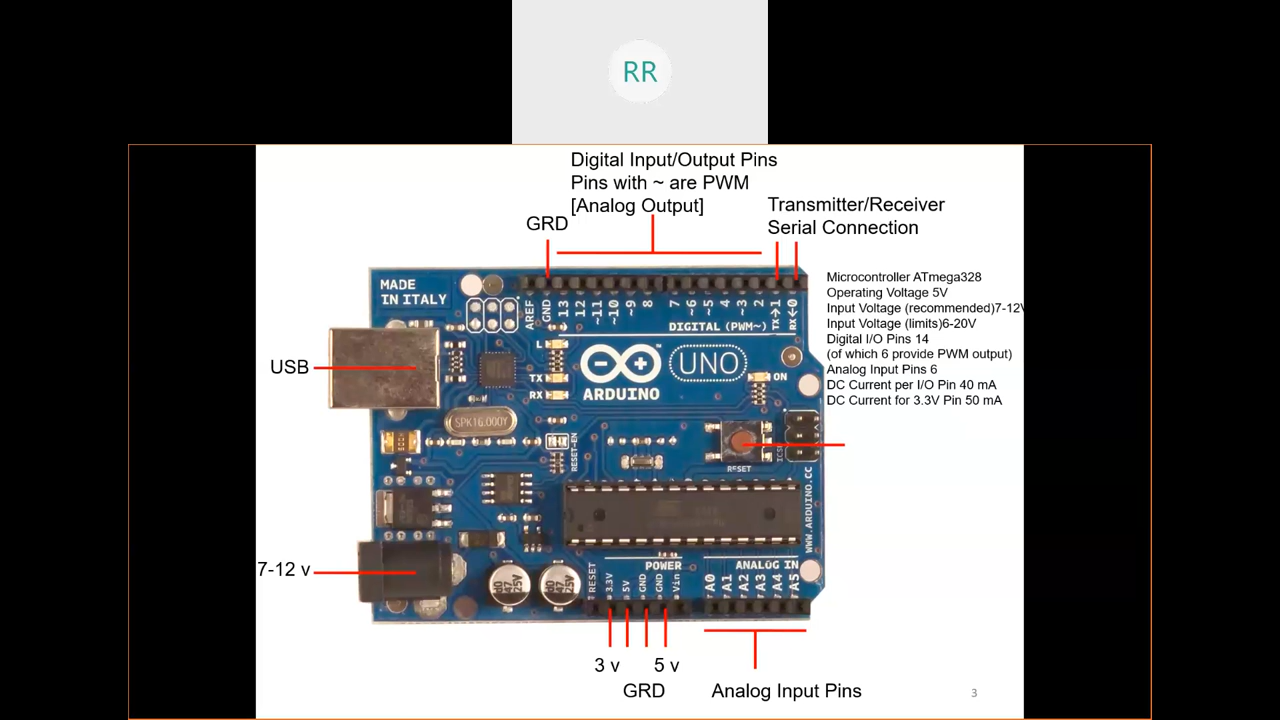 RR
Digital Input/Output Pins
Pins with ~ are PWM
[Analog Output]
GRD
Transmitter/Receiver
Serial Connection
MADE
IN ITALY
AREF
GND
13
12
~11
~10
~9
8
7
~6
~5
4
~3
2
TX→1
RX←0
DIGITAL (PWM~)
Microcontroller ATmega328
Operating Voltage 5V
Input Voltage (recommended)7-12V
Input Voltage (limits)6-20V
Digital I/O Pins 14
(of which 6 provide PWM output)
Analog Input Pins 6
DC Current per I/O Pin 40 mA
DC Current for 3.3V Pin 50 mA
USB
L
TX
RX
ARDUINO
UNO
ON
SPK16.000Y
RESET-EN
RESET
ICSP
WWW.ARDUINO.CC
7-12 v
POWER
ANALOG IN
RESET
3.3V
5V
GND
GND
Vin
A0
A1
A2
A3
A4
A5
3 v
5 v
GRD
Analog Input Pins
3